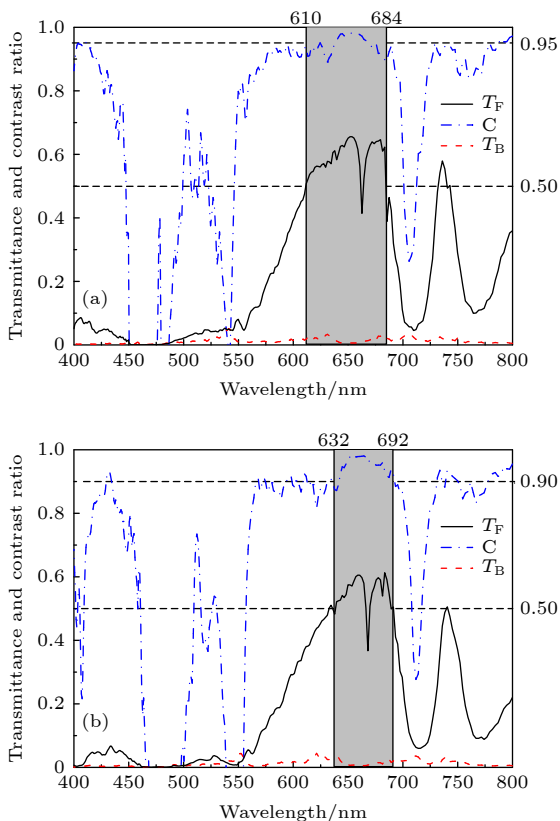 610 684
1.0 0.95
0.8
0.6
0.50
0.4
0.2
0
Transmittance and contrast ratio
T_F
C
T_B
(a)
400 450 500 550 600 650 700 750 800
Wavelength/nm
632 692
1.0
0.90
0.8
0.6
0.50
0.4
0.2
0
Transmittance and contrast ratio
T_F
C
T_B
(b)
400 450 500 550 600 650 700 750 800
Wavelength/nm